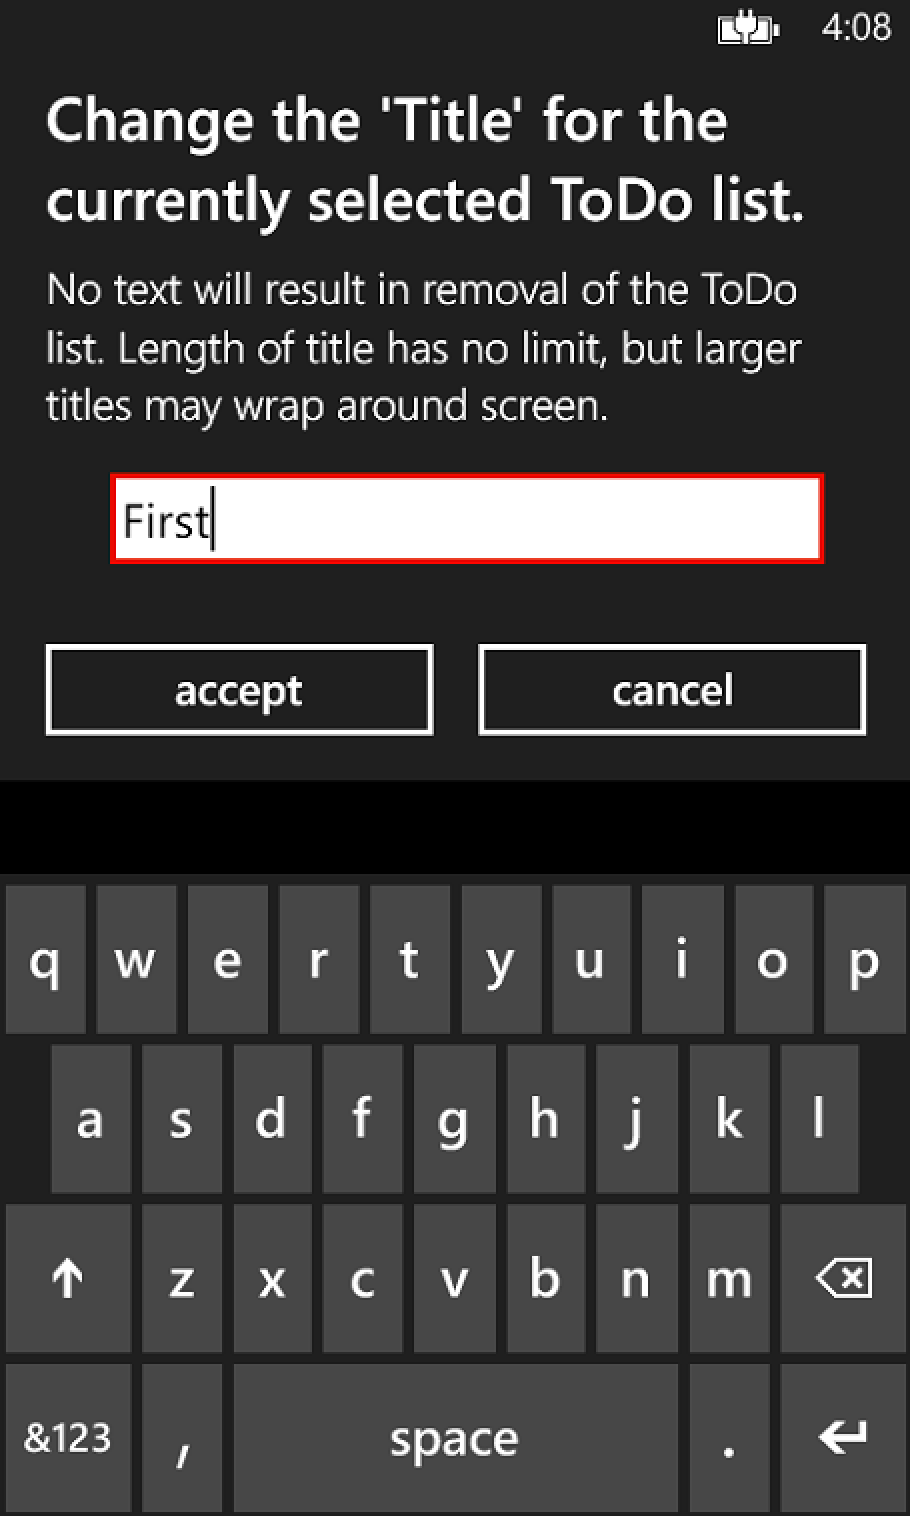 4:08
Change the 'Title' for the
currently selected ToDo list.
No text will result in removal of the ToDo
list. Length of title has no limit, but larger
titles may wrap around screen.
First
accept cancel
q w e r t y u i o p
a s d f g h j k l
z x c v b n m
&123 , space .